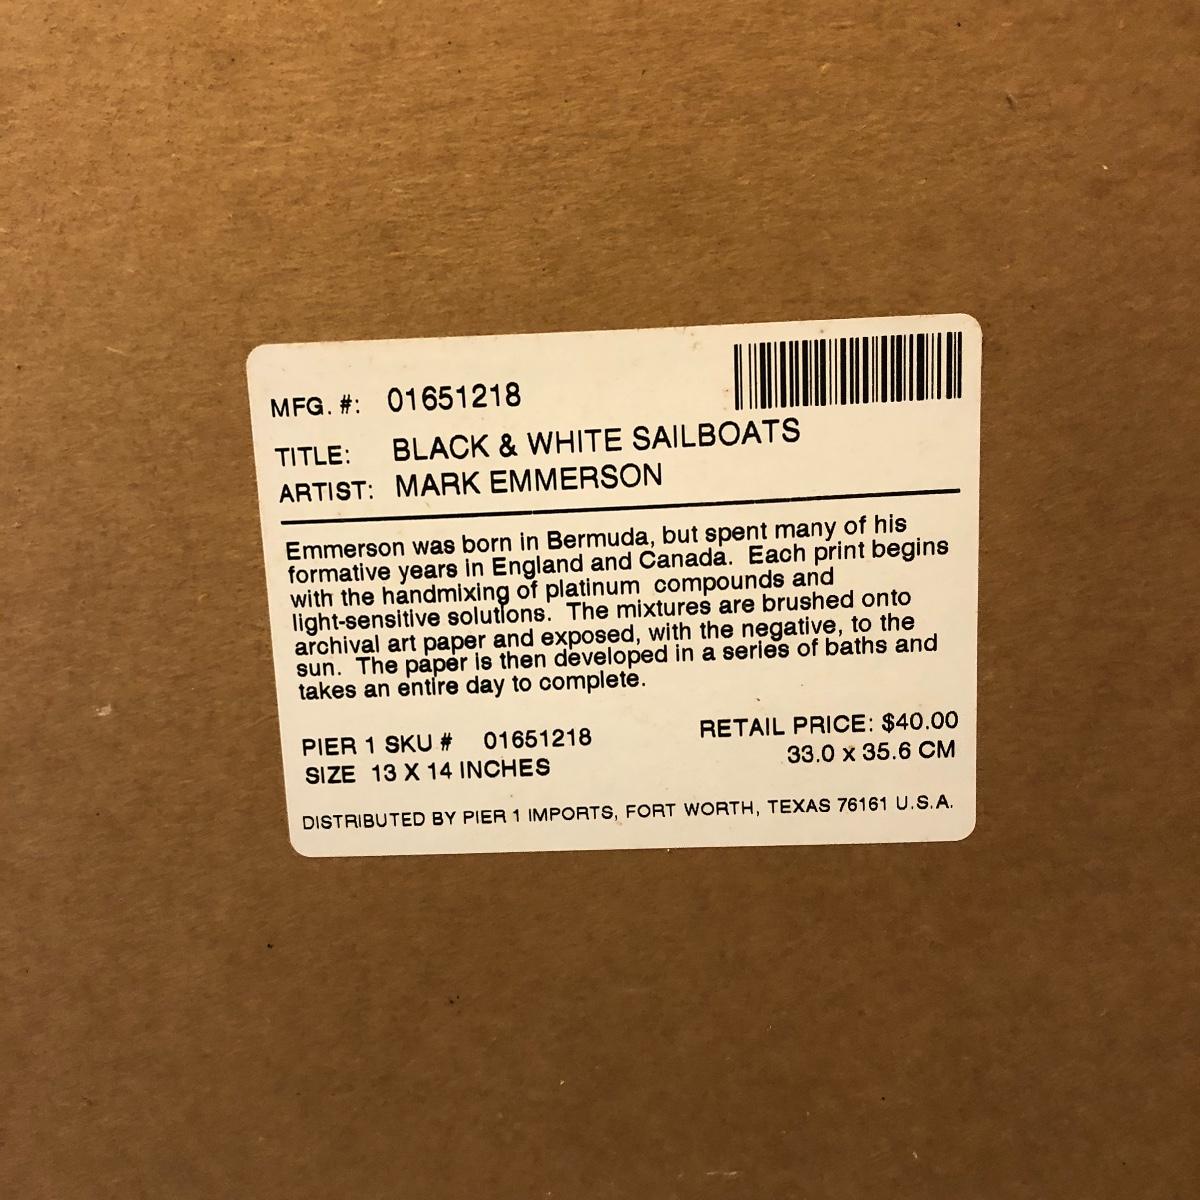 MFG. #: 01651218
TITLE: BLACK & WHITE SAILBOATS
ARTIST: MARK EMMERSON
Emmerson was born in Bermuda, but spent many of his
formative years in England and Canada. Each print begins
with the handmixing of platinum compounds and
light-sensitive solutions. The mixtures are brushed onto
archival art paper and exposed, with the negative, to the
sun. The paper is then developed in a series of baths and
takes an entire day to complete.
PIER 1 SKU # 01651218 RETAIL PRICE: $40.00
SIZE 13 X 14 INCHES 33.0 x 35.6 CM
DISTRIBUTED BY PIER 1 IMPORTS, FORT WORTH, TEXAS 76161 U.S.A.